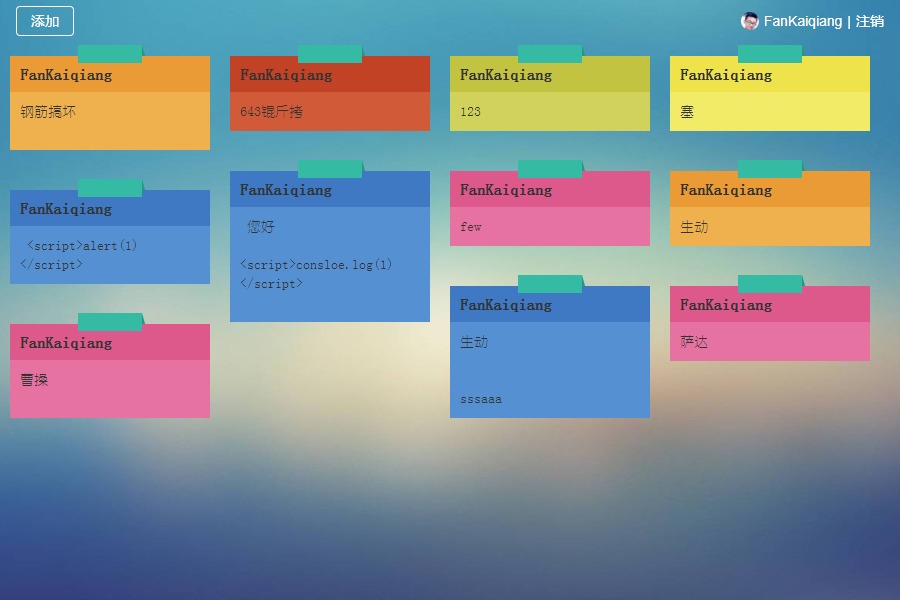 添加
FanKaiqiang | 注销
FanKaiqiang
钢筋搞坏
FanKaiqiang
643锟斤拷
FanKaiqiang
123
FanKaiqiang
塞
FanKaiqiang
<script>alert(1)
</script>
FanKaiqiang
您好
<script>consloe.log(1)
</script>
FanKaiqiang
few
FanKaiqiang
生动
FanKaiqiang
曹操
FanKaiqiang
生动
sssaaa
FanKaiqiang
萨达